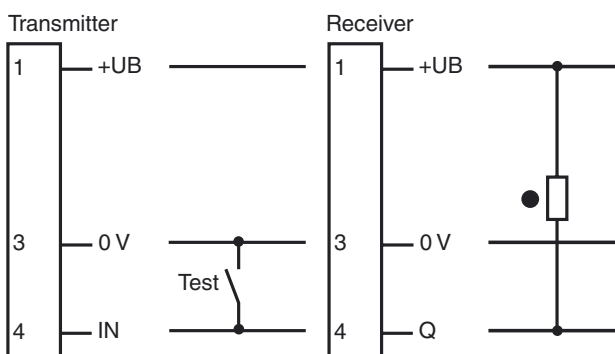 Transmitter
1 +UB
3 0 V
Test
4 IN
Receiver
1 +UB
3 0 V
4 Q